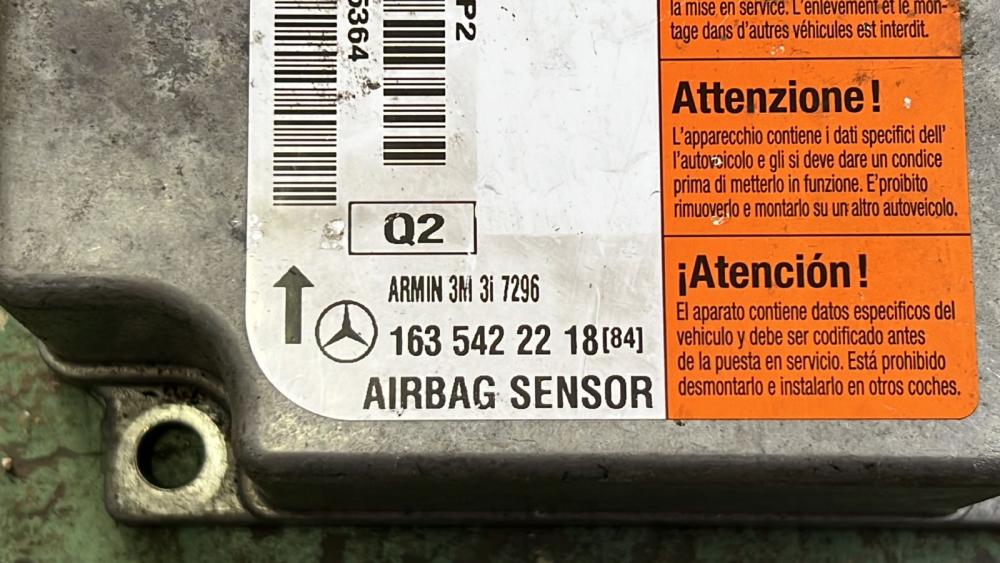 5364
P2
Q2
ARMIN 3M 3i 7296
163 542 22 18[84]
AIRBAG SENSOR
la mise en service. L'enlèvement et le mon-
tage dans d'autres véhicules est interdit.
Attenzione!
L'apparecchio contiene i dati specifici dell'
l'autoveicolo e gli si deve dare un condice
prima di metterlo in funzione. E'proibito
rimuoverlo e montarlo su un altro autoveicolo.
¡Atención!
El aparato contiene datos especificos del
vehiculo y debe ser codificado antes
de la puesta en servicio. Está prohibido
desmontarlo e instalarlo en otros coches.